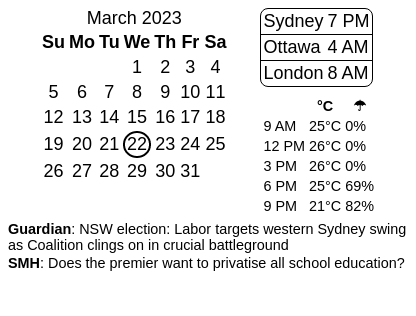 March 2023
Su Mo Tu We Th Fr Sa
1 2 3 4
5 6 7 8 9 10 11
12 13 14 15 16 17 18
19 20 21 22 23 24 25
26 27 28 29 30 31
Sydney 7 PM
Ottawa 4 AM
London 8 AM
°C ☂
9 AM 25°C 0%
12 PM 26°C 0%
3 PM 26°C 0%
6 PM 25°C 69%
9 PM 21°C 82%
Guardian: NSW election: Labor targets western Sydney swing
as Coalition clings on in crucial battleground
SMH: Does the premier want to privatise all school education?